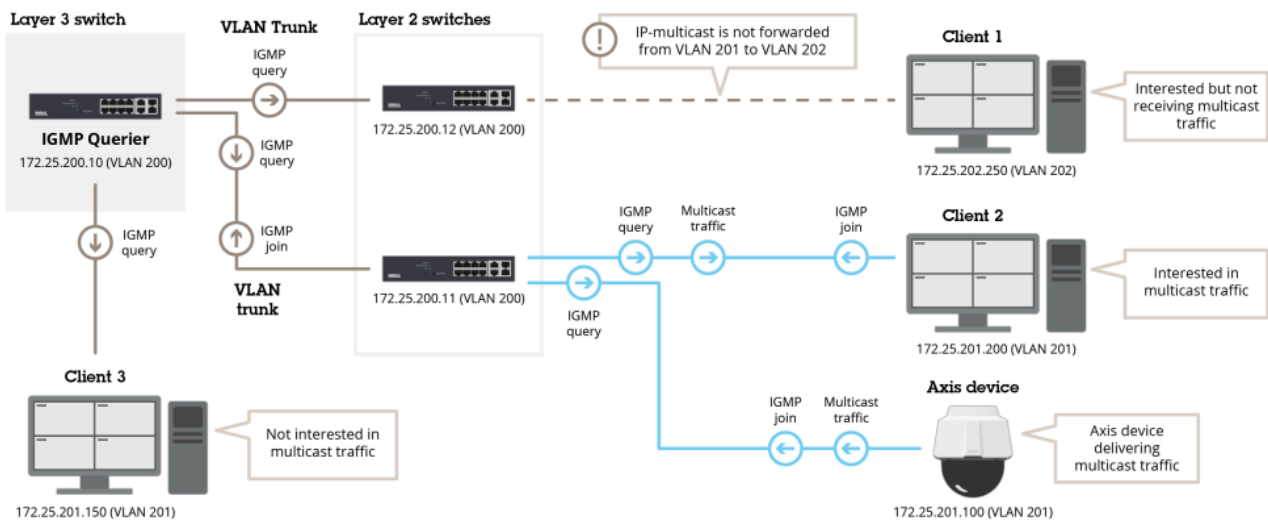 Layer 3 switch
VLAN Trunk
Layer 2 switches
IGMP
query
IP-multicast is not forwarded
from VLAN 201 to VLAN 202
Client 1
Interested but not
receiving multicast
traffic
IGMP Querier
172.25.200.10 (VLAN 200)
172.25.200.12 (VLAN 200)
IGMP
query
172.25.202.250 (VLAN 202)
IGMP
query
IGMP
join
IGMP
query
Multicast
traffic
IGMP
join
Client 2
Interested in
multicast traffic
VLAN
trunk
172.25.200.11 (VLAN 200)
IGMP
query
172.25.201.200 (VLAN 201)
Client 3
Not interested in
multicast traffic
172.25.201.150 (VLAN 201)
IGMP
join
Multicast
traffic
Axis device
Axis device
delivering
multicast traffic
172.25.201.100 (VLAN 201)